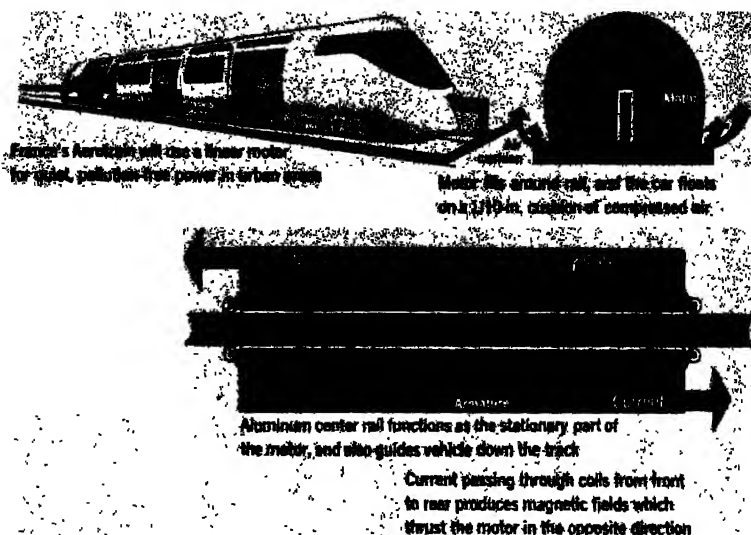 France's Aerotrain will use a linear motor
for quiet, pollution-free power in urban areas
Motor
Air
cushion
Motor fits around rail, and the car floats
on a 1/10-in. cushion of compressed air
Armature
Current
Aluminum center rail functions as the stationary part of
the motor, and also guides vehicle down the track
Current passing through coils from front
to rear produces magnetic fields which
thrust the motor in the opposite direction